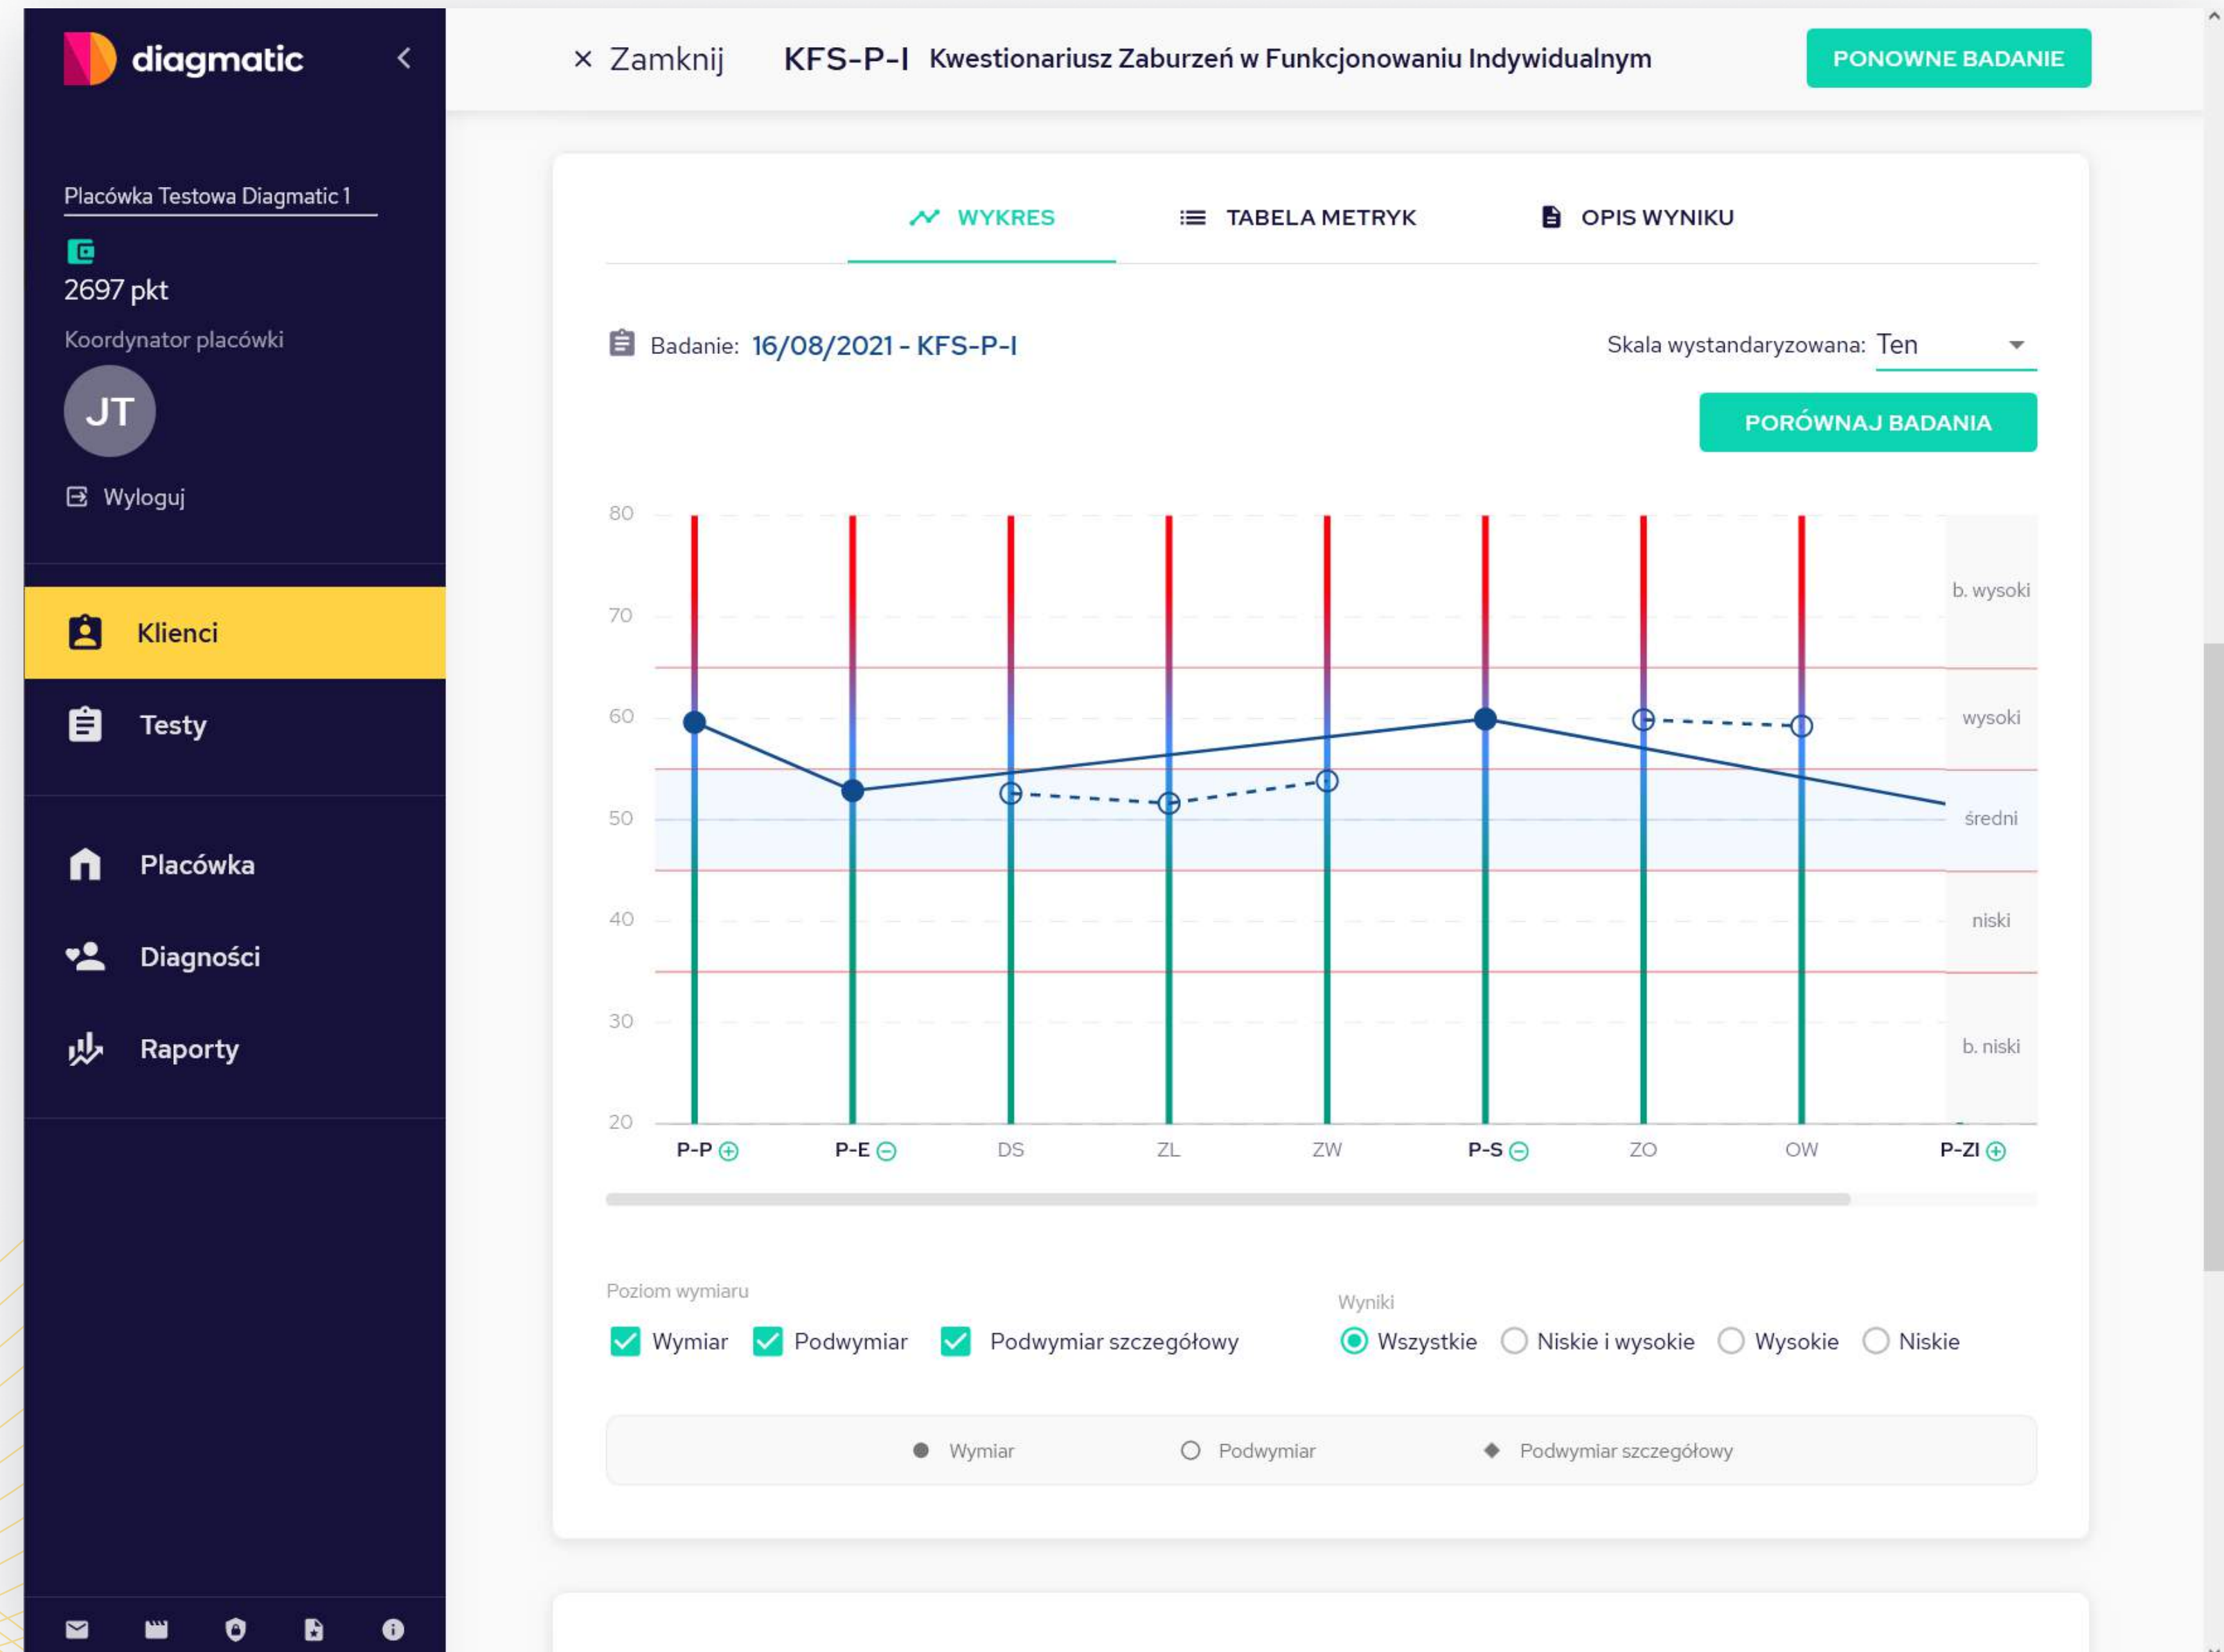 diagmatic
Placówka Testowa Diagmatic 1
2697 pkt
Koordynator placówki
JT
Wyloguj
Klienci
Testy
Placówka
Diagności
Raporty
× Zamknij KFS-P-I Kwestionariusz Zaburzeń w Funkcjonowaniu Indywidualnym PONOWNE BADANIE
WYKRES TABELA METRYK OPIS WYNIKU
Badanie: 16/08/2021 - KFS-P-I Skala wystandaryzowana: Ten
PORÓWNAJ BADANIA
80
b. wysoki
70
60 wysoki
50 średni
40 niski
30
b. niski
20
P-P P-E DS ZL ZW P-S ZO OW P-ZI
Poziom wymiaru
Wymiar Podwymiar Podwymiar szczegółowy
Wyniki
Wszystkie Niskie i wysokie Wysokie Niskie
Wymiar Podwymiar Podwymiar szczegółowy